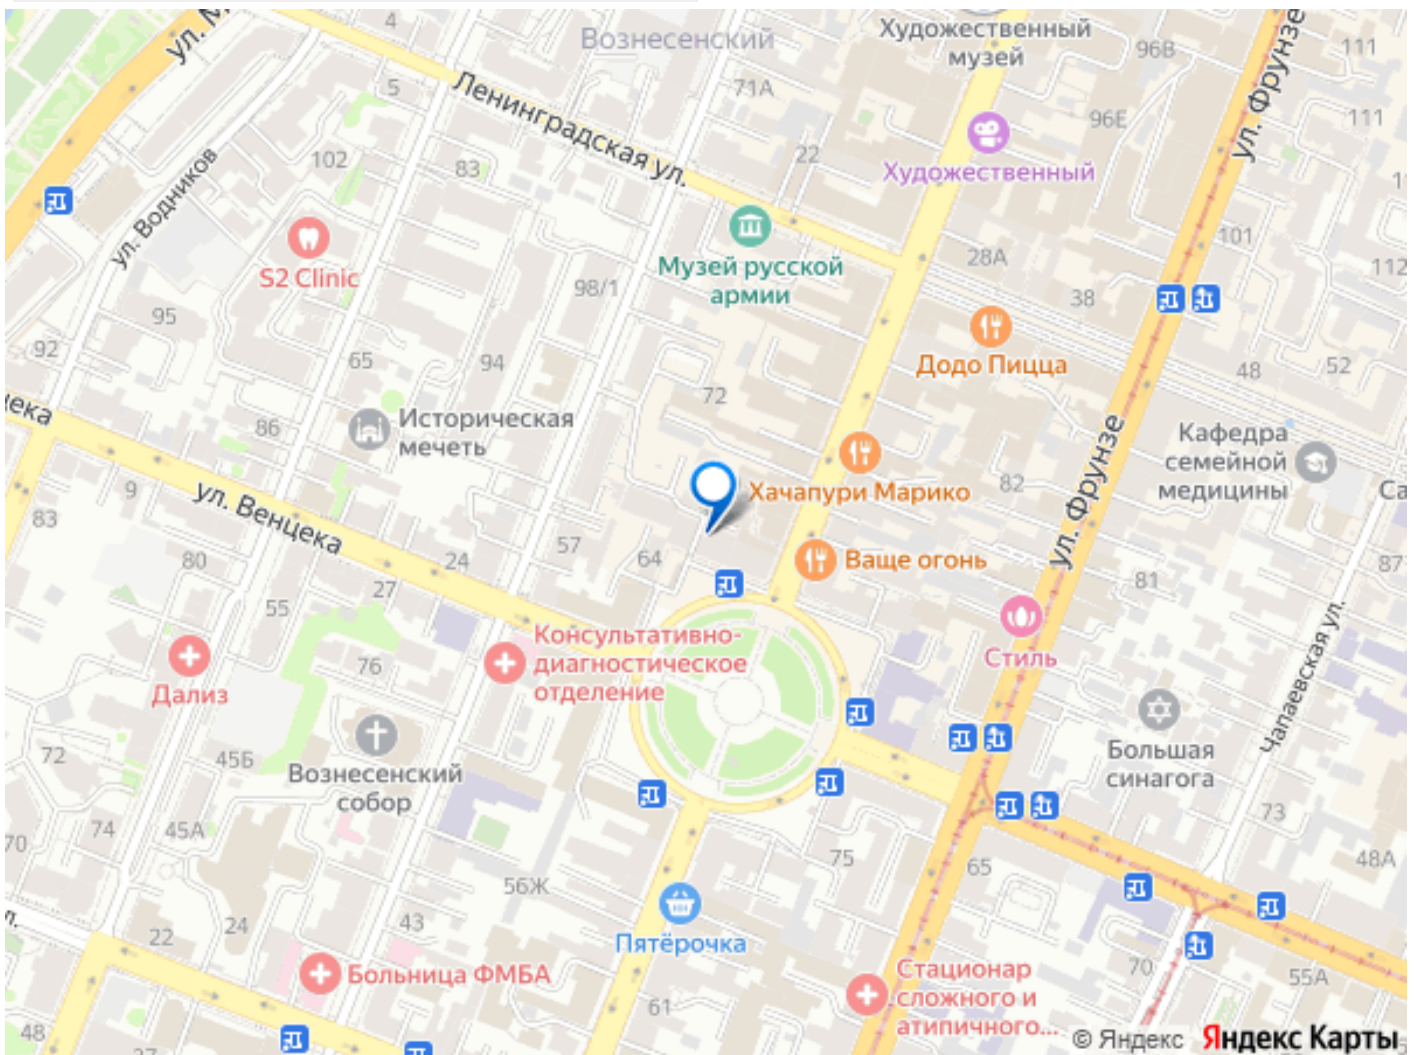 ул. М
4
Вознесенский
Художественный
музей
96В
111
ул. Фрунзе
5
71А
Ленинградская ул.
96Е
111
102
83
22
Художественный
ул. Водников
S2 Clinic
Музей русской
армии
98/1
28А
101
112
38
95
92
65
94
Додо Пицца
48
52
72
ека
86
Историческая
мечеть
Кафедра
семейной
медицины
ул. Фрунзе
9
83
ул. Венцека
Хачапури Марико
82
Са
80
24
57
64
Ваще огонь
81
87
27
55
Консультативно-
диагностическое
отделение
Стиль
Чапаевская ул.
76
Дализ
72
45Б
Вознесенский
собор
Большая
синагога
73
70
74
45А
75
65
48А
56Ж
л.
22
24
43
Пятёрочка
Больница ФМБА
Стационар
сложного и
атипичного...
70
55А
61
48
27
© Яндекс Яндекс Карты